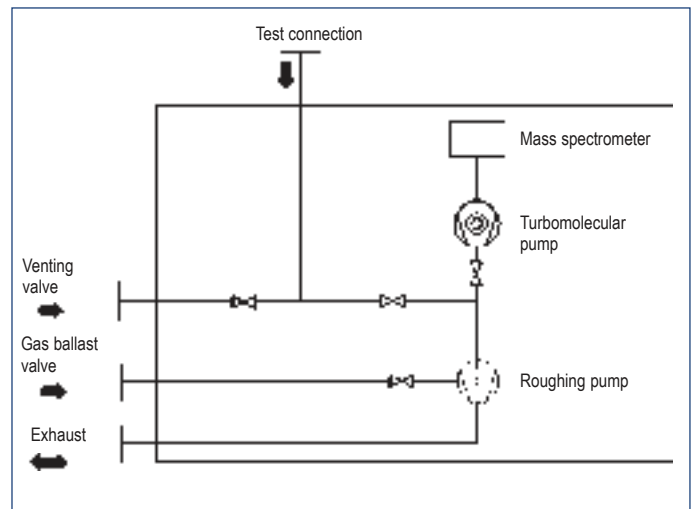 Test connection
Mass spectrometer
Turbomolecular
pump
Venting
valve
Gas ballast
valve
Roughing pump
Exhaust